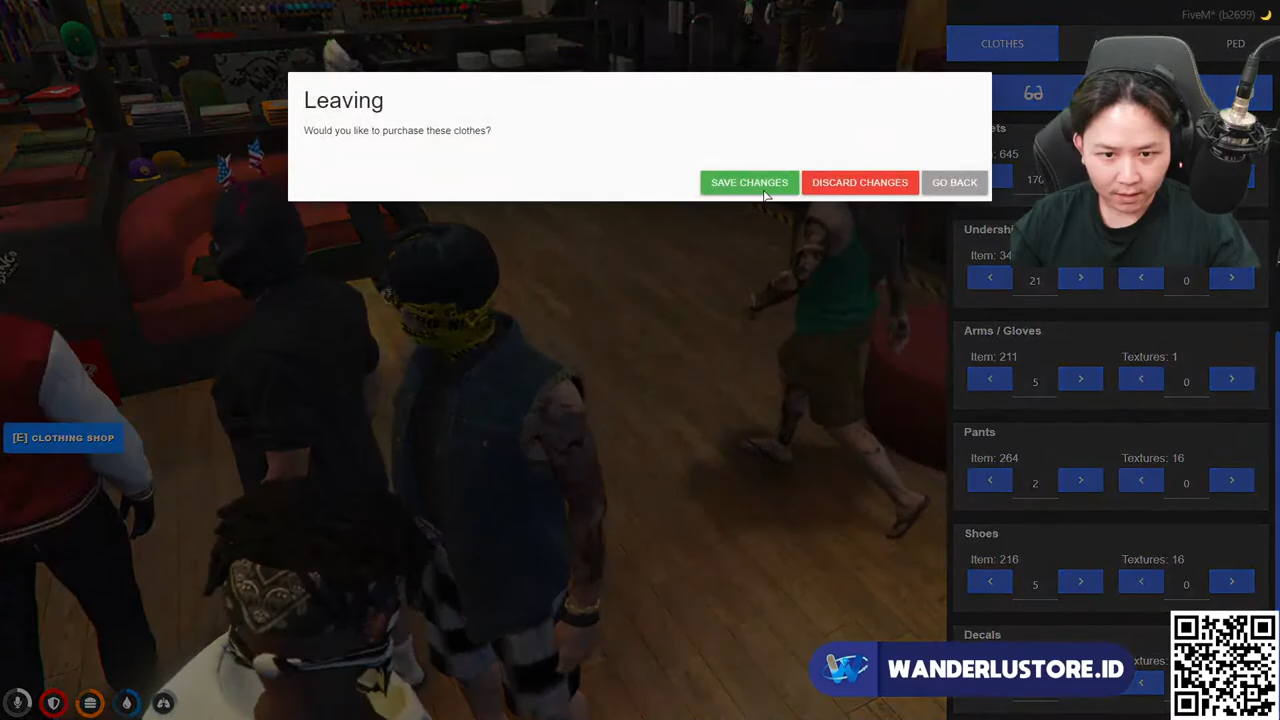 FiveM* (b2699)
CLOTHES
PED
Leaving
Would you like to purchase these clothes?
SAVE CHANGES
DISCARD CHANGES
GO BACK
645
170
Item: 34
< 21 > < 0 >
Arms / Gloves
Item: 211 Textures: 1
< 5 > < 0 >
Pants
Item: 264 Textures: 16
< 2 > < 0 >
Shoes
Item: 216 Textures: 16
< 5 > < 0 >
Decals
[E] CLOTHING SHOP
WANDERLUSTORE.ID